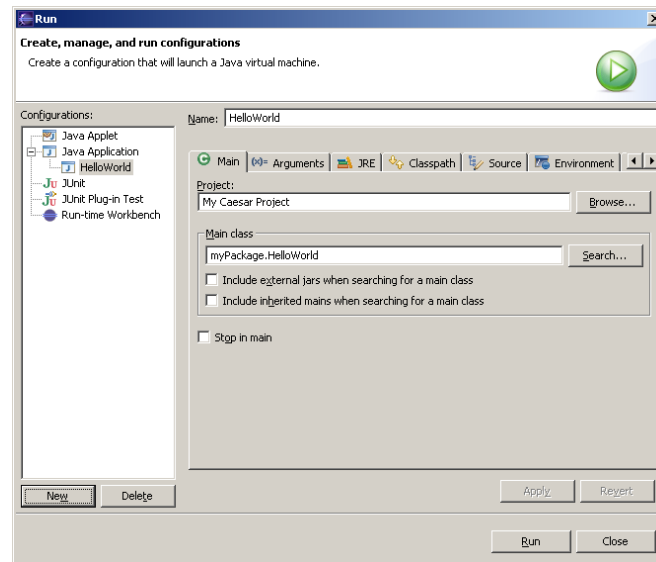 Run
Create, manage, and run configurations
Create a configuration that will launch a Java virtual machine.
Configurations:
Java Applet
Java Application
HelloWorld
JUnit
JUnit Plug-in Test
Run-time Workbench
New
Delete
Name: HelloWorld
Main (x)= Arguments JRE Classpath Source Environment
Project:
My Caesar Project Browse...
Main class
myPackage.HelloWorld Search...
Include external jars when searching for a main class
Include inherited mains when searching for a main class
Stop in main
Apply Revert
Run Close